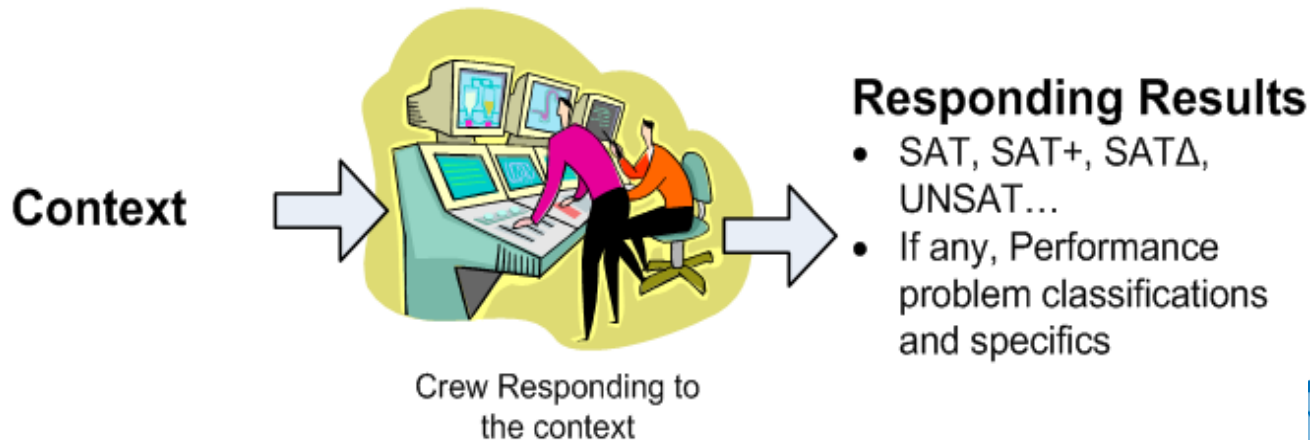 Context
Crew Responding to
the context
Responding Results
• SAT, SAT+, SATΔ,
UNSAT...
• If any, Performance
problem classifications
and specifics